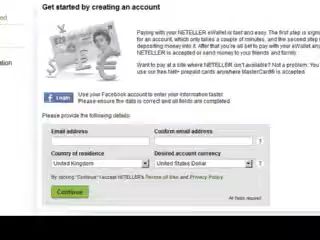 Get started by creating an account
Paying with your NETELLER eWallet is fast and easy. The first step is signi
for an account, which only takes a couple of minutes, and the second step
depositing money into it. After that you're all set to pay with your eWallet any
NETELLER is accepted or send money to your friends and family.
Want to pay at a site where NETELLER isn't available? Not a problem. You
use our free Net+ prepaid cards anywhere MasterCard® is accepted.
ation
f Login
Use your Facebook account to enter your information faster.
Please ensure the data is correct and all fields are completed.
Please provide the following details:
Email address
Confirm email address
?
Country of residence
Desired account currency
United Kingdom
United States Dollar
?
By clicking 'Continue' I accept NETELLER's Terms of Use and Privacy Policy
Continue
All fields required